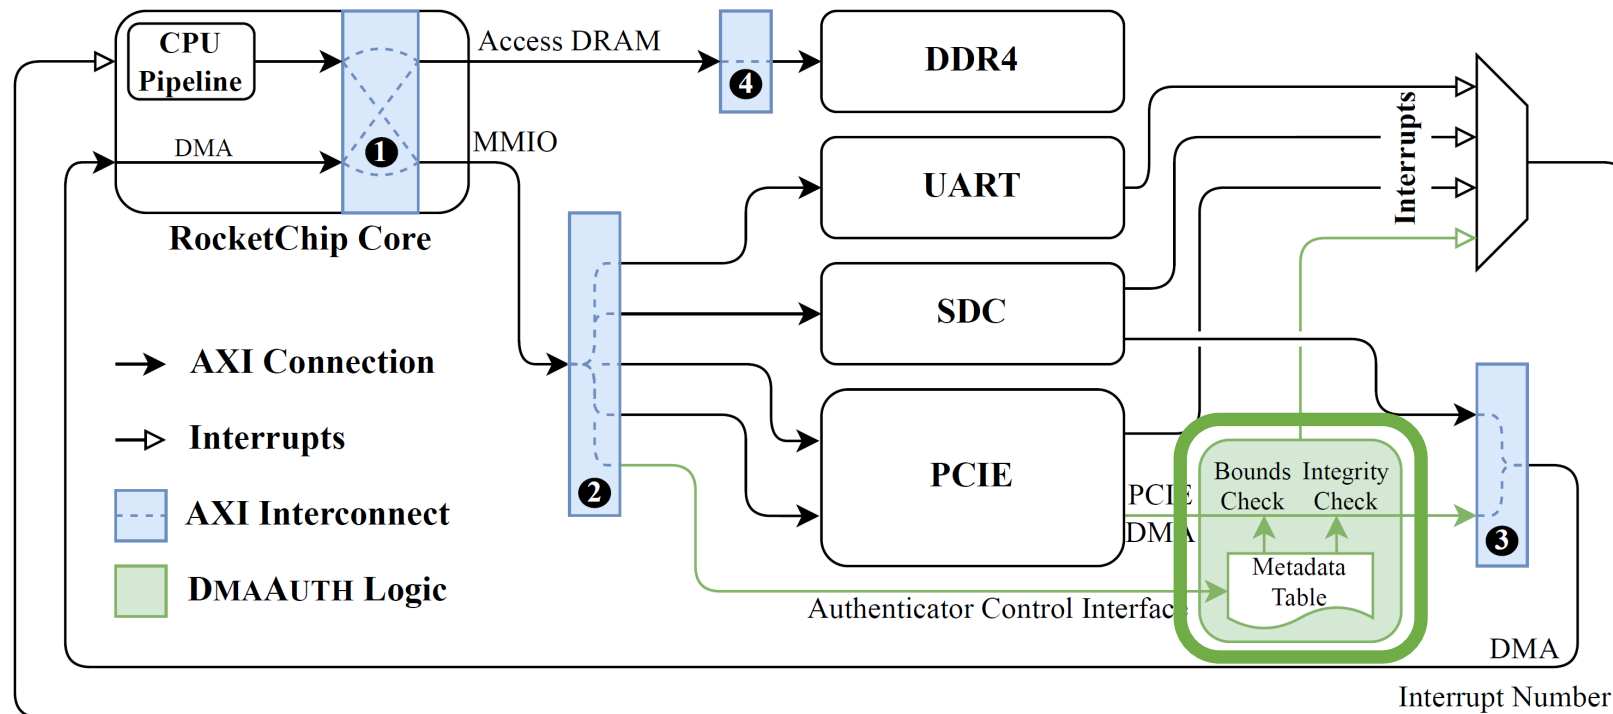 CPU
Pipeline
DMA
1
RocketChip Core
Access DRAM
MMIO
4
DDR4
UART
SDC
PCIE
2
Interrupts
AXI Connection
Interrupts
AXI Interconnect
DMAAUTH Logic
PCIE
DMA
Bounds
Check
Integrity
Check
Metadata
Table
Authenticator Control Interface
3
DMA
Interrupt Number